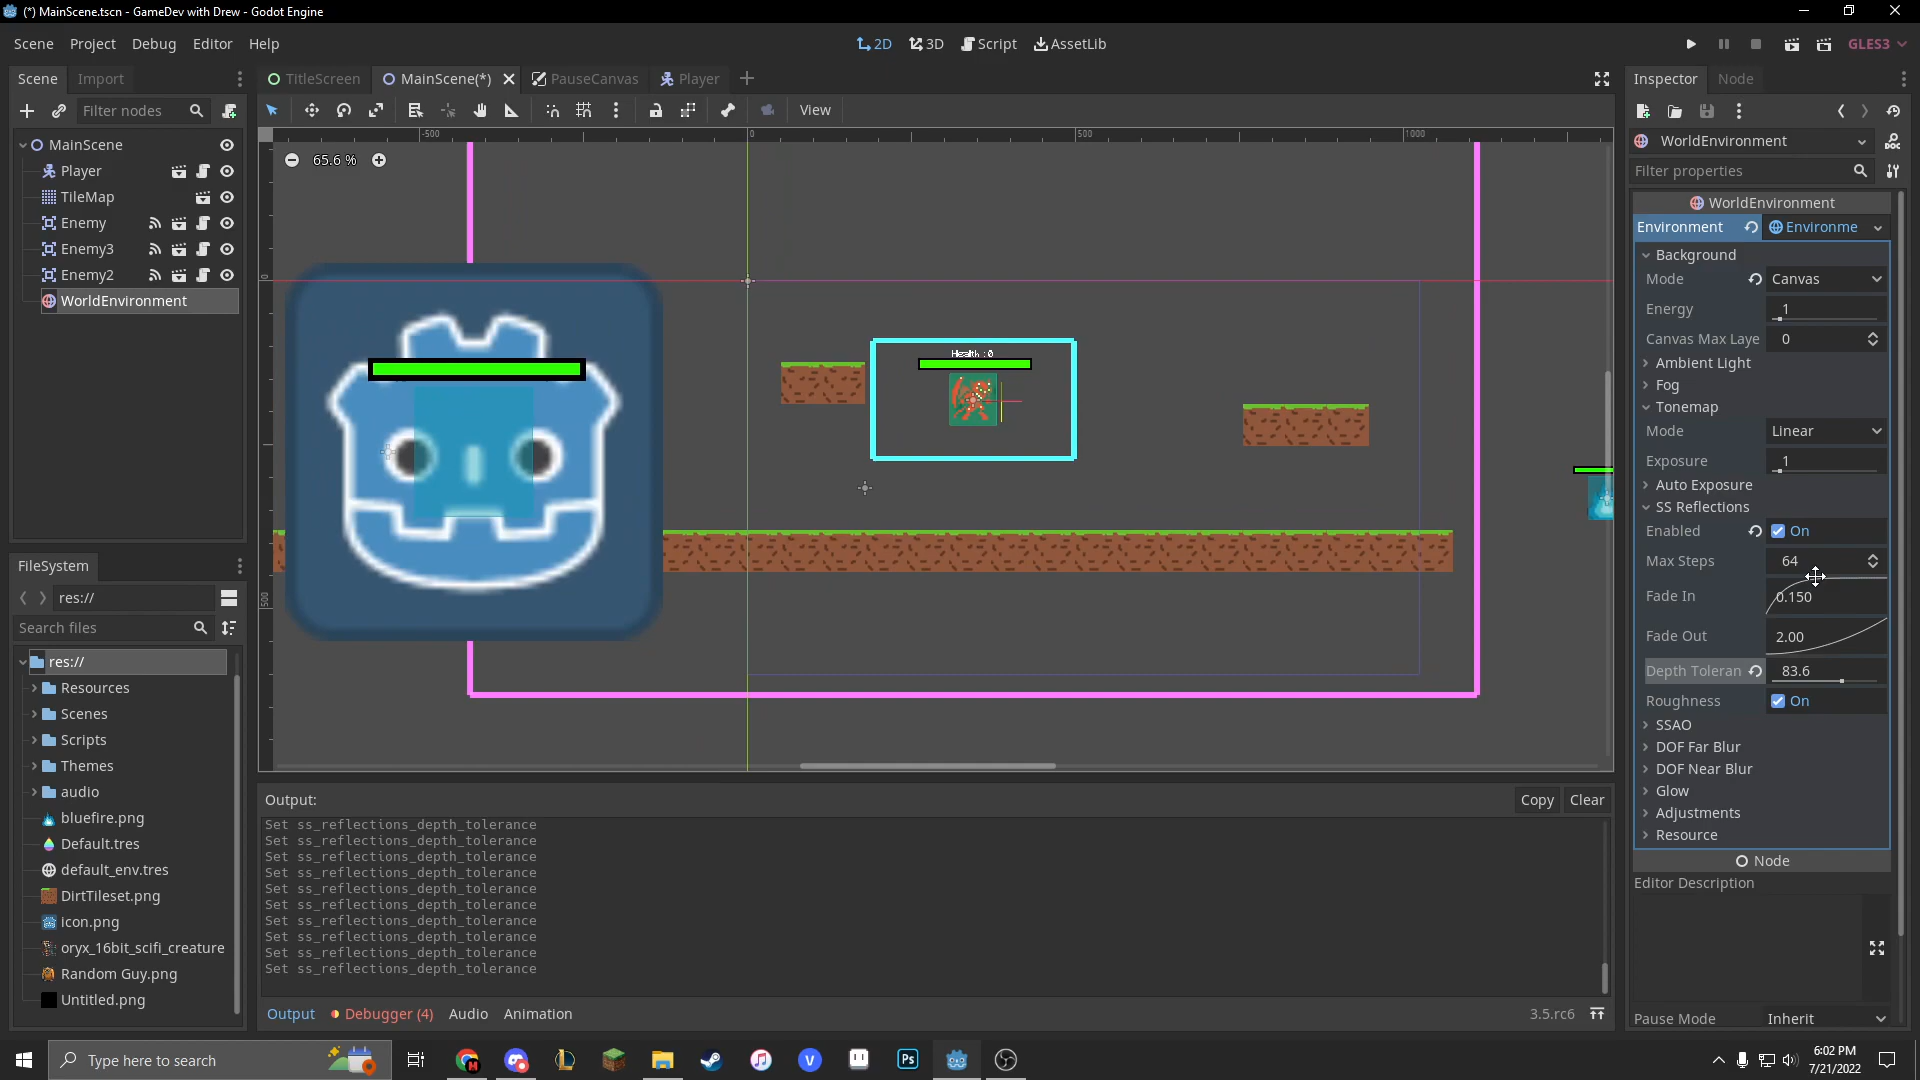 (*) MainScene.tscn - GameDev with Drew - Godot Engine
Scene Project Debug Editor Help
2D 3D Script AssetLib
GLES3
Scene Import
TitleScreen MainScene(*) PauseCanvas Player
Inspector Node
Filter nodes
View
WorldEnvironment
Filter properties
MainScene
Player
TileMap
Enemy
Enemy3
Enemy2
WorldEnvironment
-500 0 500 1000
65.6 %
0
500
Health : 0
WorldEnvironment
Environment Environme
Background
Mode Canvas
Energy 1
Canvas Max Laye 0
Ambient Light
Fog
Tonemap
Mode Linear
Exposure 1
Auto Exposure
SS Reflections
Enabled On
Max Steps 64
Fade In 0.150
Fade Out 2.00
Depth Toleran 83.6
Roughness On
SSAO
DOF Far Blur
DOF Near Blur
Glow
Adjustments
Resource
Node
Editor Description
Pause Mode Inherit
FileSystem
res://
Search files
res://
Resources
Scenes
Scripts
Themes
audio
bluefire.png
Default.tres
default_env.tres
DirtTileset.png
icon.png
oryx_16bit_scifi_creature
Random Guy.png
Untitled.png
Output:
Copy Clear
Set ss_reflections_depth_tolerance
Set ss_reflections_depth_tolerance
Set ss_reflections_depth_tolerance
Set ss_reflections_depth_tolerance
Set ss_reflections_depth_tolerance
Set ss_reflections_depth_tolerance
Set ss_reflections_depth_tolerance
Set ss_reflections_depth_tolerance
Set ss_reflections_depth_tolerance
Set ss_reflections_depth_tolerance
Output Debugger (4) Audio Animation
3.5.rc6
Type here to search
Ps
6:02 PM
7/21/2022